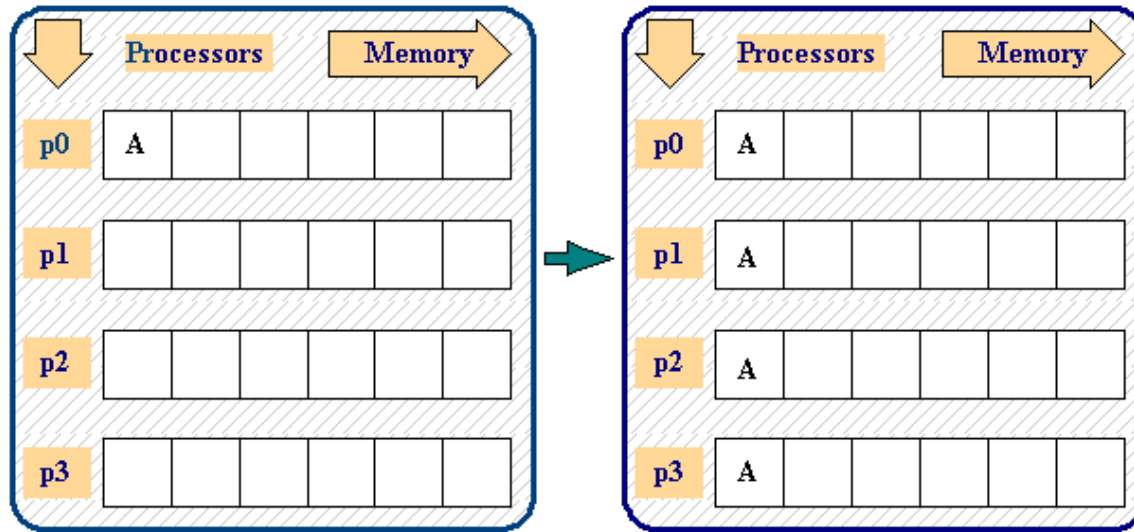 Processors Memory
p0 A
p1
p2
p3
Processors Memory
p0 A
p1 A
p2 A
p3 A